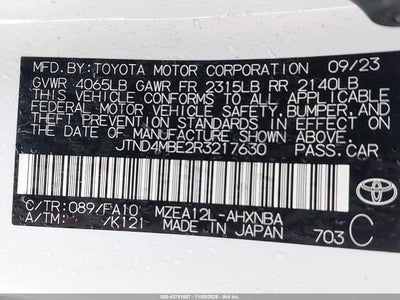 MFD.BY:TOYOTA MOTOR CORPORATION 09/23
GVWR 4065LB GAWR FR 2315LB RR 2140LB
THIS VEHICLE CONFORMS TO ALL APPLICABLE
FEDERAL MOTOR VEHICLE SAFETY, BUMPER, AND
THEFT PREVENTION STANDARDS IN EFFECT ON
THE DATE OF MANUFACTURE SHOWN ABOVE.
JTND4MBE2R3217630 PASS.CAR
C/TR:089/FA10 MZEA12L-AHXNBA
A/TM: /K121 MADE IN JAPAN 703 C
TOYOTA